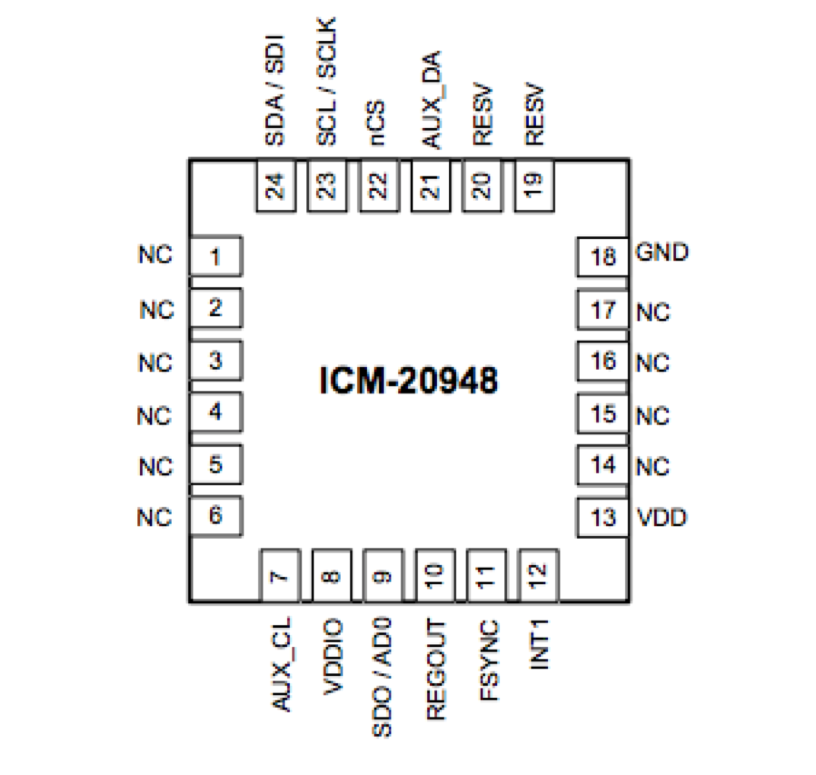 SDA / SDI
SCL / SCLK
nCS
AUX_DA
RESV
RESV
24
23
22
21
20
19
NC 1
18 GND
NC 2
17 NC
NC 3
16 NC
ICM-20948
NC 4
15 NC
NC 5
14 NC
NC 6
13 VDD
7
8
9
10
11
12
AUX_CL
VDDIO
SDO / AD0
REGOUT
FSYNC
INT1